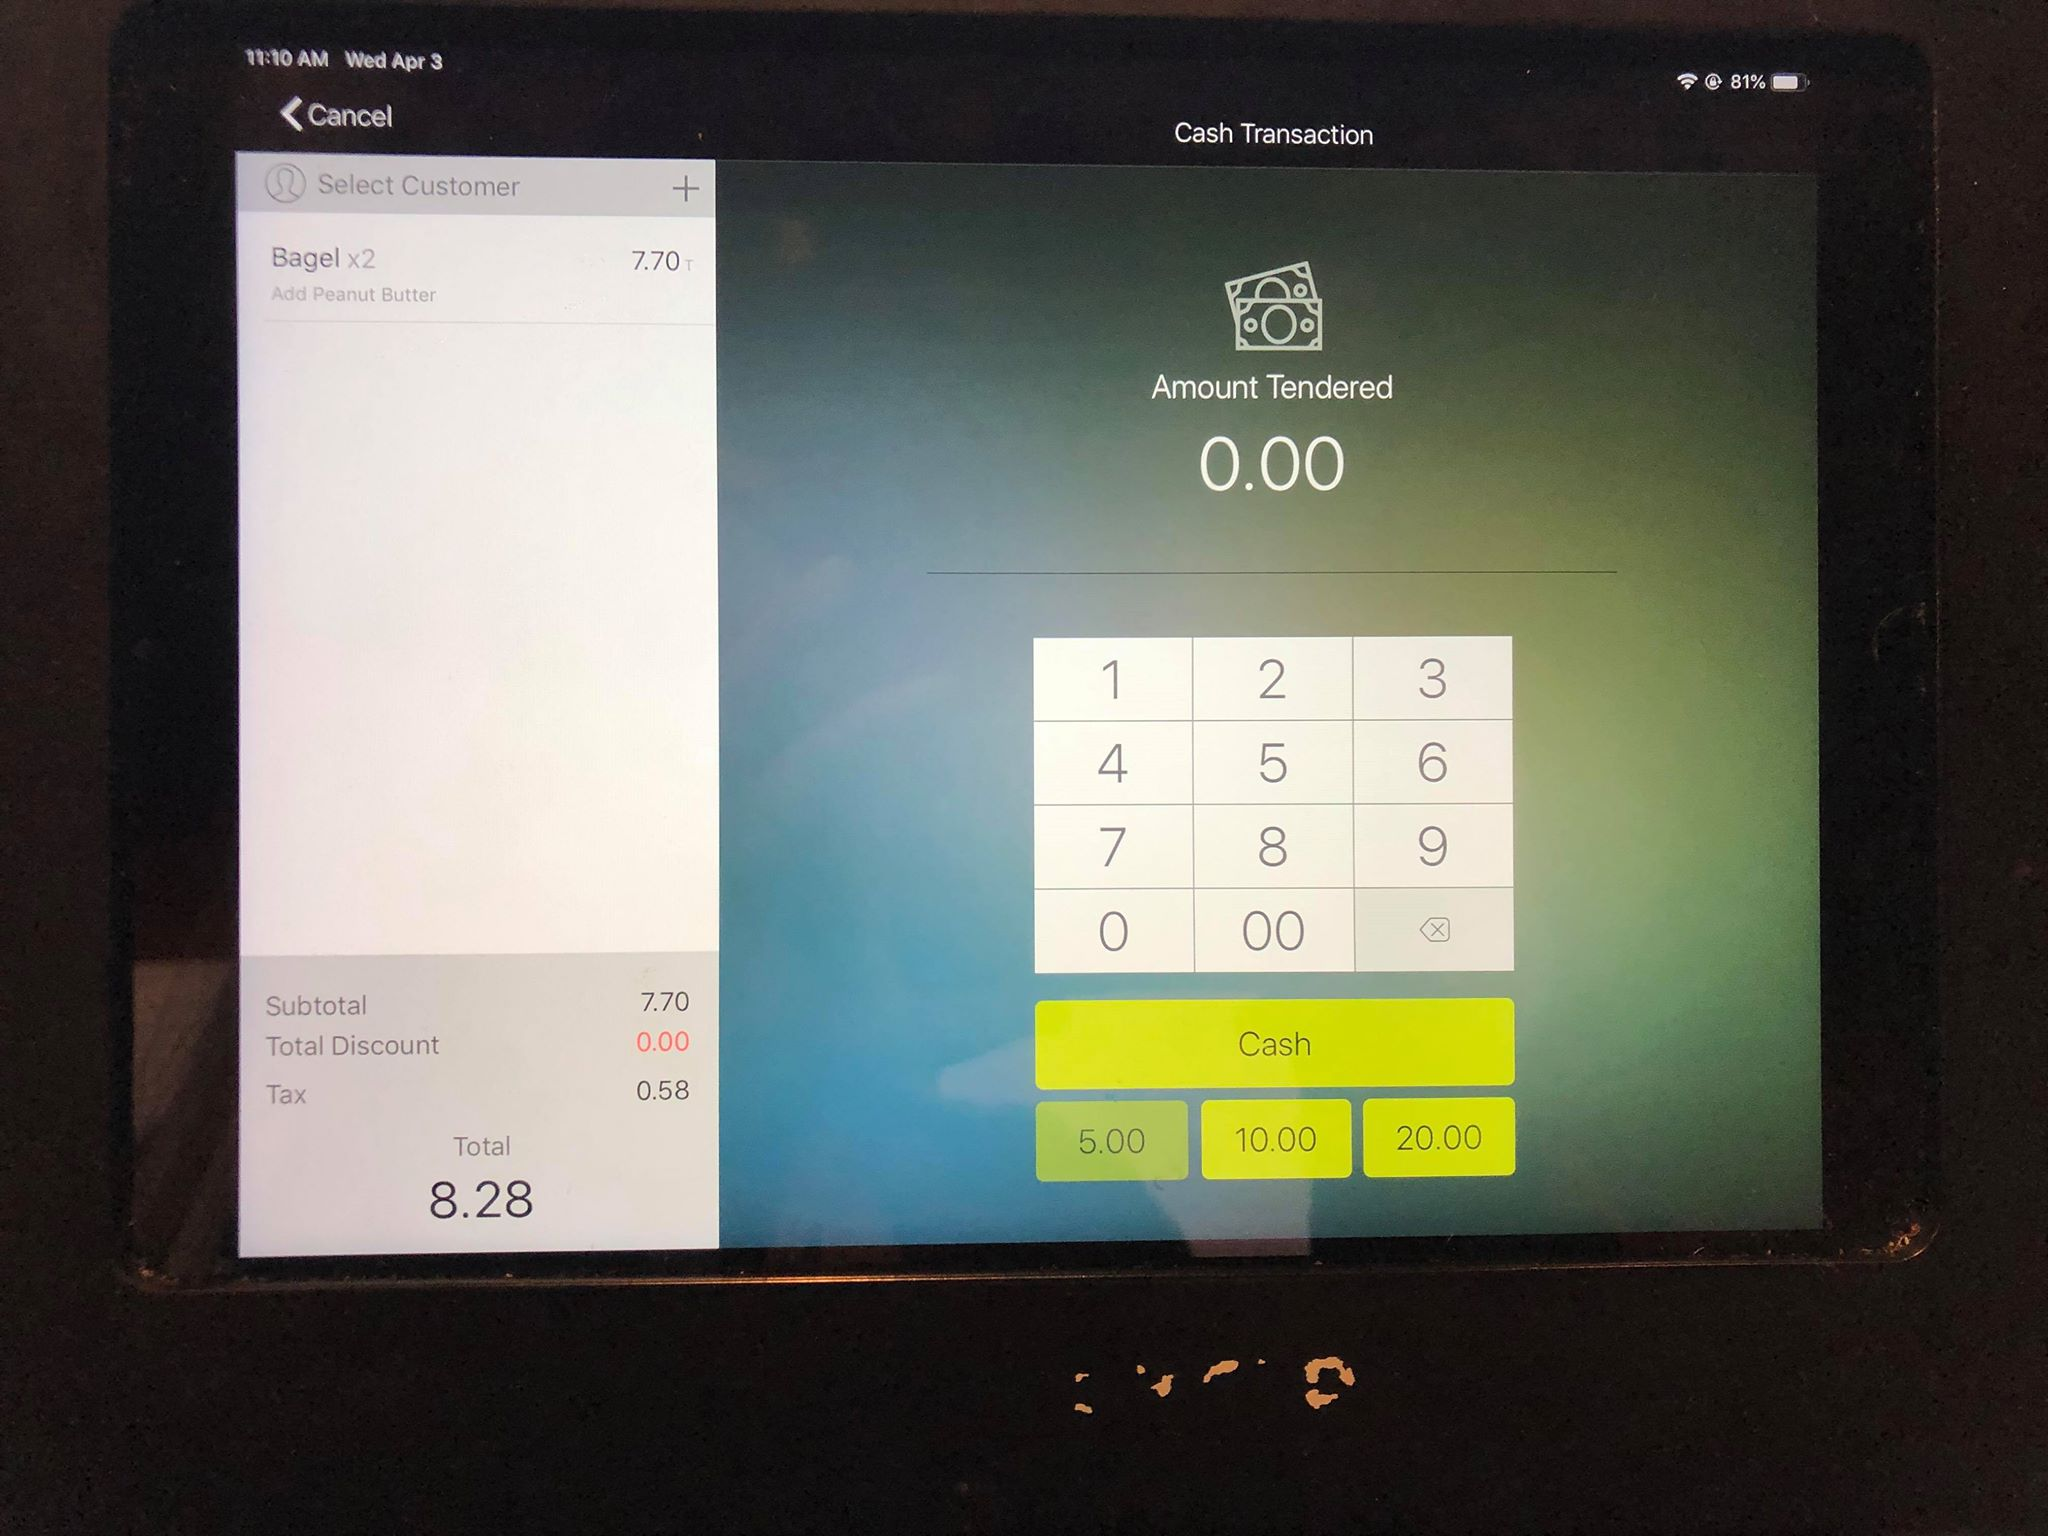 11:10 AM Wed Apr 3
81%
Cancel
Cash Transaction
Select Customer +
Bagel x2 7.70 T
Add Peanut Butter
Amount Tendered
0.00
1 2 3
4 5 6
7 8 9
0 00
Cash
5.00 10.00 20.00
Subtotal 7.70
Total Discount 0.00
Tax 0.58
Total
8.28